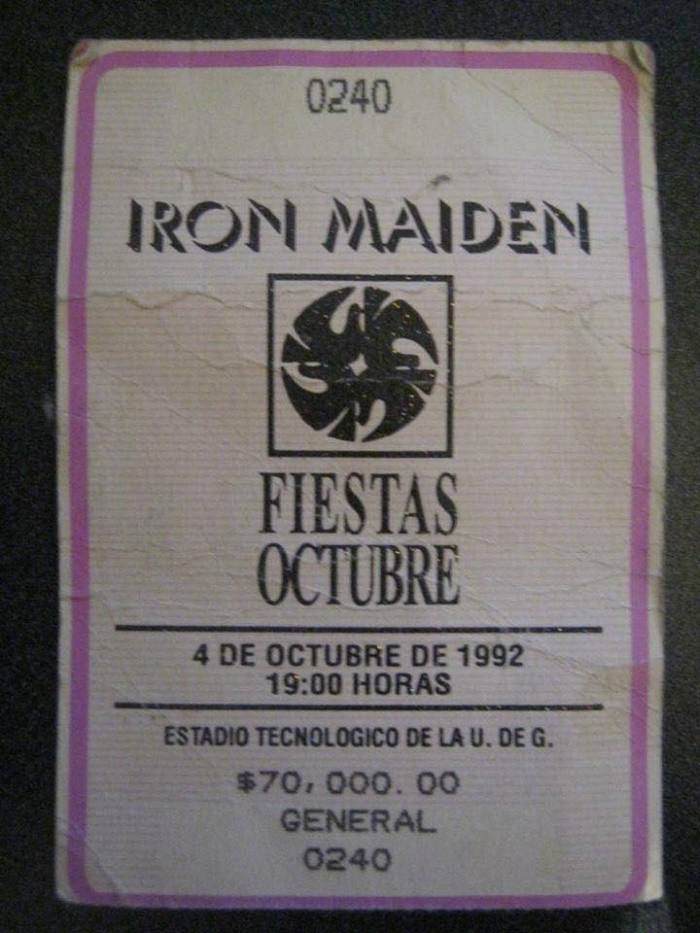 0240
IRON MAIDEN
FIESTAS
OCTUBRE
4 DE OCTUBRE DE 1992
19:00 HORAS
ESTADIO TECNOLOGICO DE LA U. DE G.
$70,000.00
GENERAL
0240